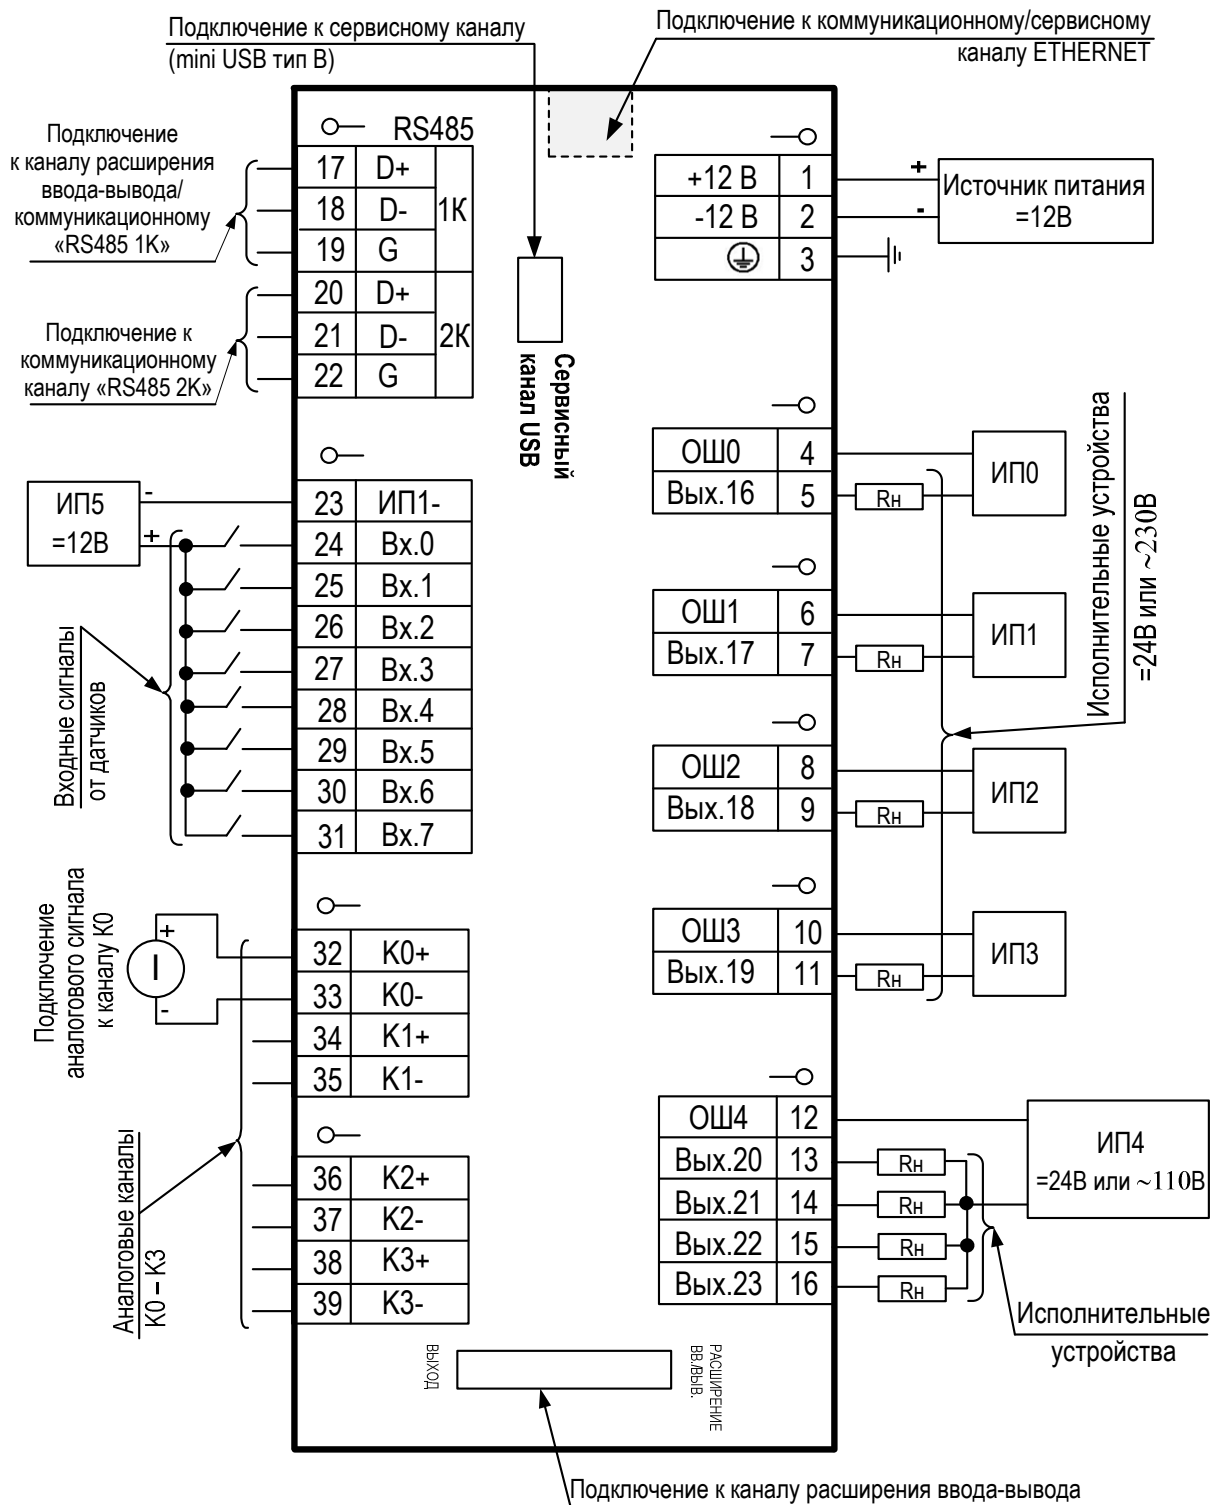 Подключение к сервисному каналу
(mini USB тип B)
Подключение к коммуникационному/сервисному
каналу ETHERNET
Подключение
к каналу расширения
ввода-вывода/
коммуникационному
«RS485 1K»
Подключение к
коммуникационному
каналу «RS485 2K»
RS485
17 D+
18 D-
19 G
1К
20 D+
21 D-
22 G
2К
Сервисный
канал USB
+12 В 1
-12 В 2
3
+
-
Источник питания
=12В
ИП5
=12В
-
+
23 ИП1-
24 Вх.0
25 Вх.1
26 Вх.2
27 Вх.3
28 Вх.4
29 Вх.5
30 Вх.6
31 Вх.7
Входные сигналы
от датчиков
ОШ0 4
Вых.16 5
Rн
ИП0
ОШ1 6
Вых.17 7
Rн
ИП1
ОШ2 8
Вых.18 9
Rн
ИП2
ОШ3 10
Вых.19 11
Rн
ИП3
Исполнительные устройства
=24В или ~230В
Подключение
аналогового сигнала
к каналу К0
+
I
-
32 K0+
33 K0-
34 K1+
35 K1-
36 K2+
37 K2-
38 K3+
39 K3-
Аналоговые каналы
K0 – K3
ОШ4 12
Вых.20 13
Вых.21 14
Вых.22 15
Вых.23 16
Rн
Rн
Rн
Rн
ИП4
=24В или ~110В
Исполнительные
устройства
ВЫХОД
РАСШИРЕНИЕ
ВВ./ВЫВ.
Подключение к каналу расширения ввода-вывода